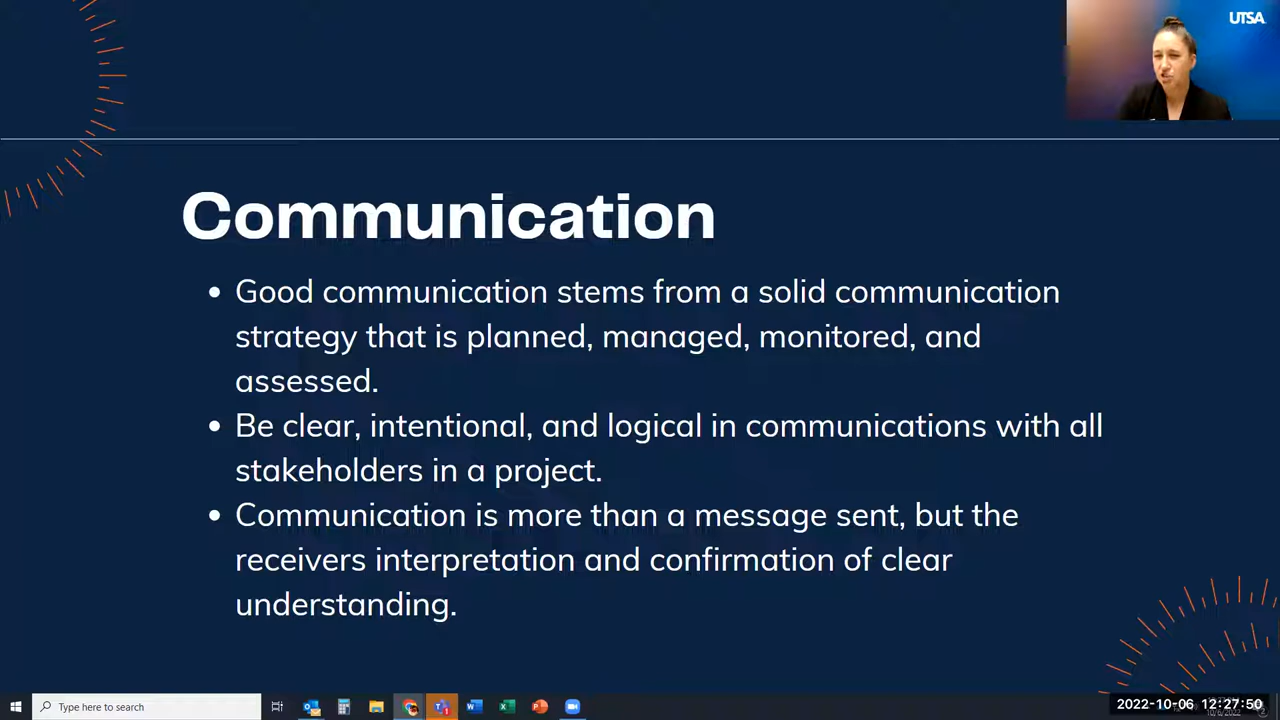 UTSA
Communication
Good communication stems from a solid communication
strategy that is planned, managed, monitored, and
assessed.
Be clear, intentional, and logical in communications with all
stakeholders in a project.
Communication is more than a message sent, but the
receivers interpretation and confirmation of clear
understanding.
Type here to search
2022-10-06 12:27:50